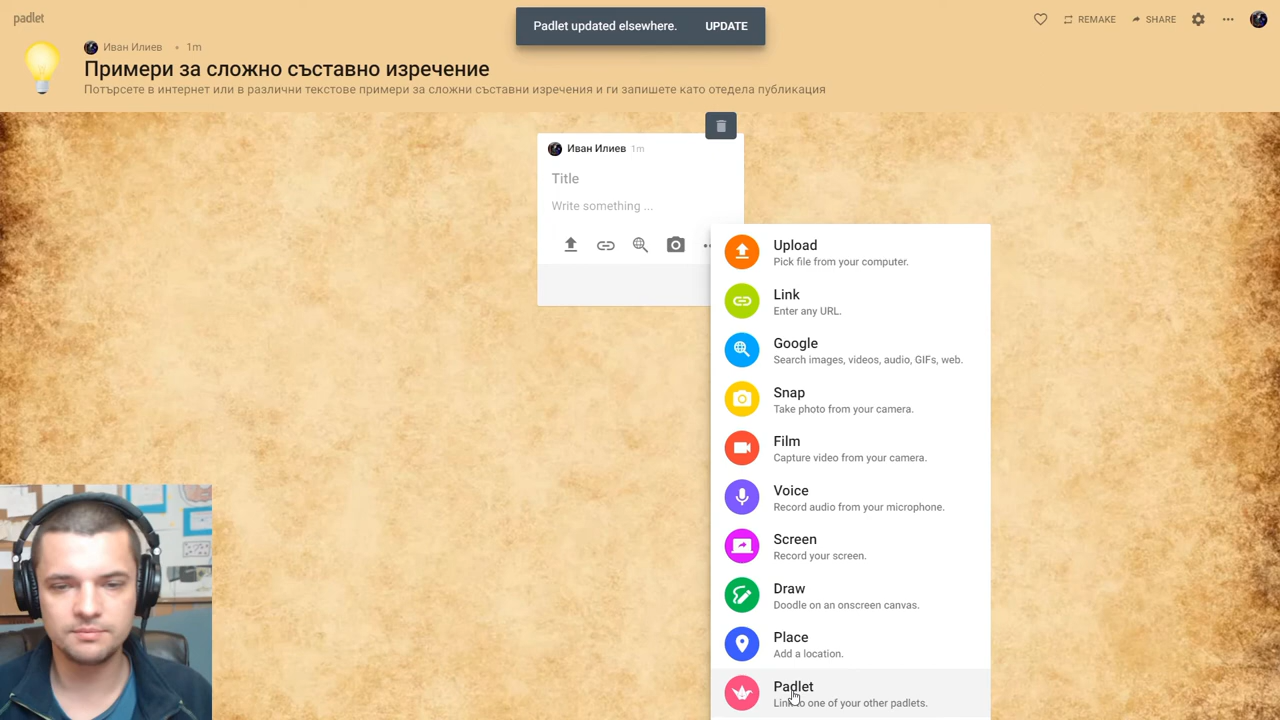 padlet
Padlet updated elsewhere. UPDATE
REMAKE
SHARE
Иван Илиев • 1m
Примери за сложно съставно изречение
Потърсете в интернет или в различни текстове примери за сложни съставни изречения и ги запишете като отедела публикация
Иван Илиев 1m
Title
Write something ...
Upload
Pick file from your computer.
Link
Enter any URL.
Google
Search images, videos, audio, GIFs, web.
Snap
Take photo from your camera.
Film
Capture video from your camera.
Voice
Record audio from your microphone.
Screen
Record your screen.
Draw
Doodle on an onscreen canvas.
Place
Add a location.
Padlet
Link to one of your other padlets.